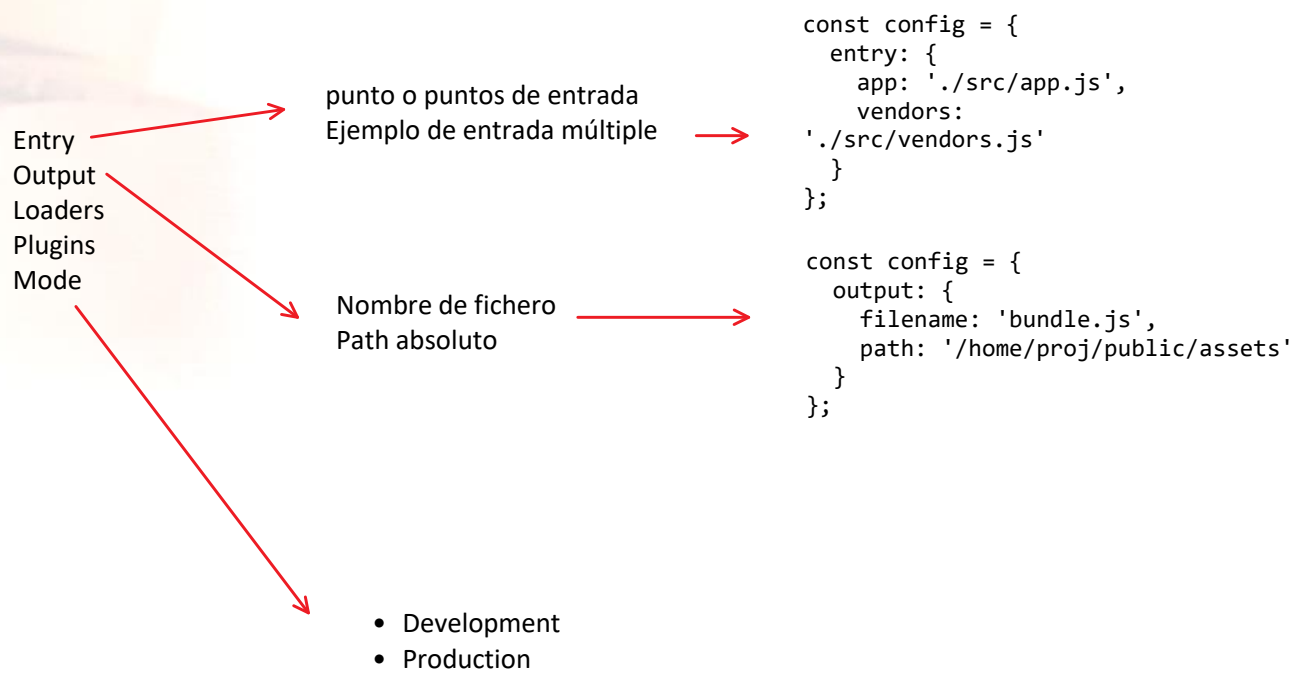 Entry
Output
Loaders
Plugins
Mode
punto o puntos de entrada
Ejemplo de entrada múltiple
const config = {
  entry: {
    app: './src/app.js',
    vendors:
'./src/vendors.js'
  }
};
Nombre de fichero
Path absoluto
const config = {
  output: {
    filename: 'bundle.js',
    path: '/home/proj/public/assets'
  }
};
• Development
• Production